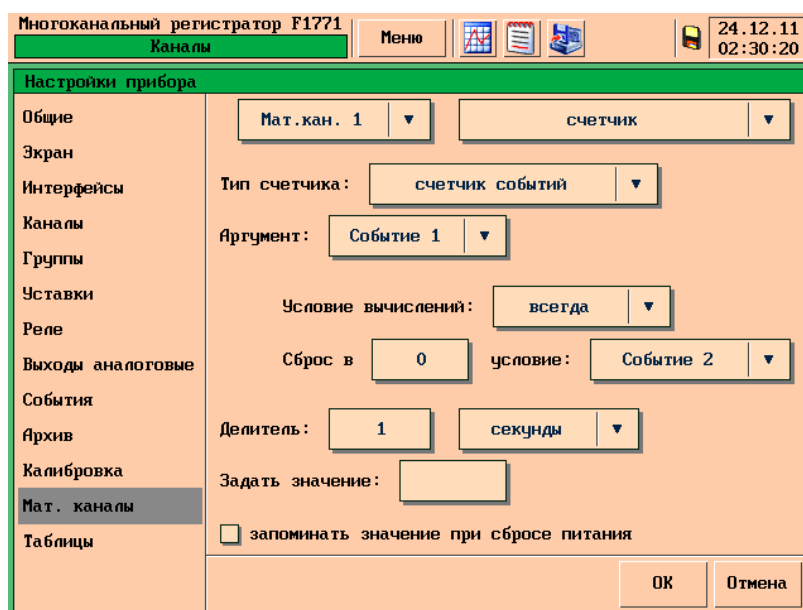 Многоканальный регистратор F1771
Каналы
Меню
24.12.11
02:30:20
Настройки прибора
Общие
Экран
Интерфейсы
Каналы
Группы
Уставки
Реле
Выходы аналоговые
События
Архив
Калибровка
Мат. каналы
Таблицы
Мат.кан. 1
счетчик
Тип счетчика: счетчик событий
Аргумент: Событие 1
Условие вычислений: всегда
Сброс в 0 условие: Событие 2
Делитель: 1 секунды
Задать значение:
запоминать значение при сбросе питания
ОК Отмена